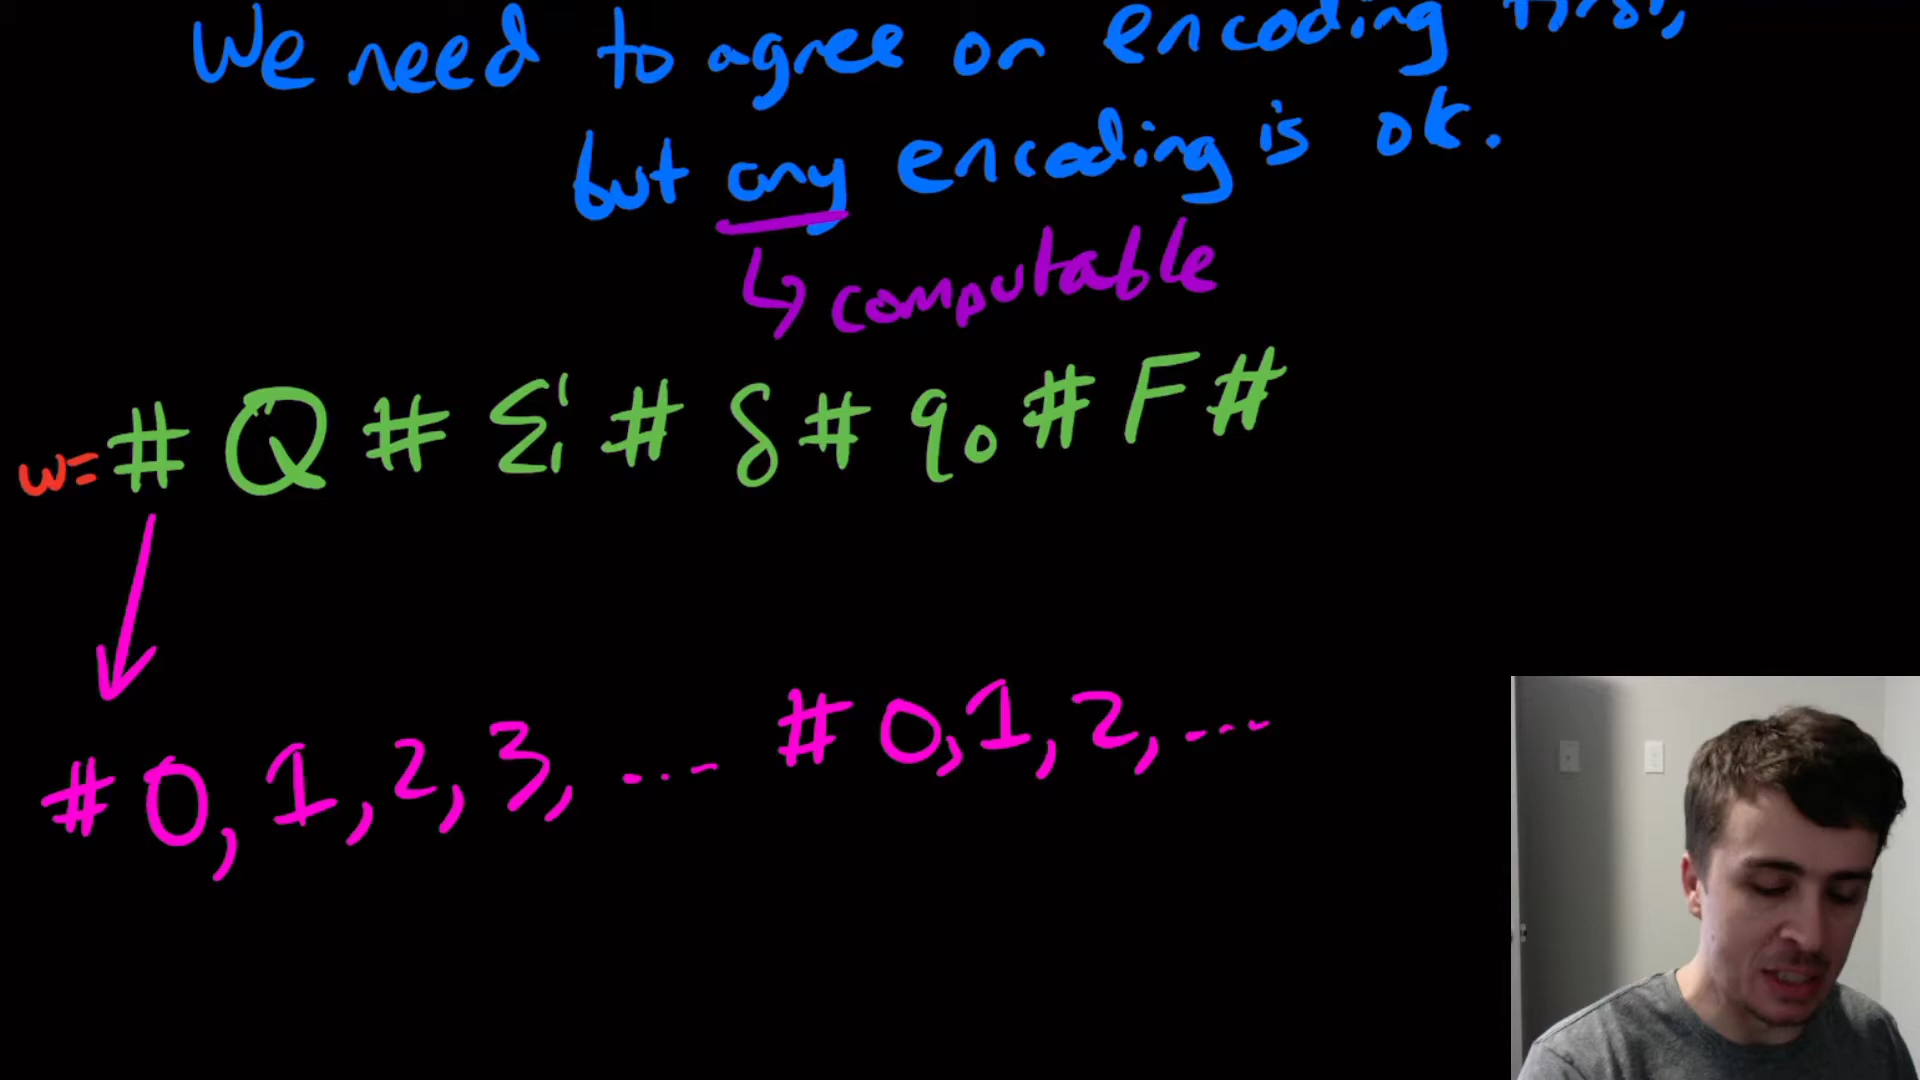 We need to agree on encoding first,
but any encoding is ok.
↳ computable
w= # Q # Σ # δ # q₀ # F #
# 0, 1, 2, 3, ... # 0, 1, 2, ...